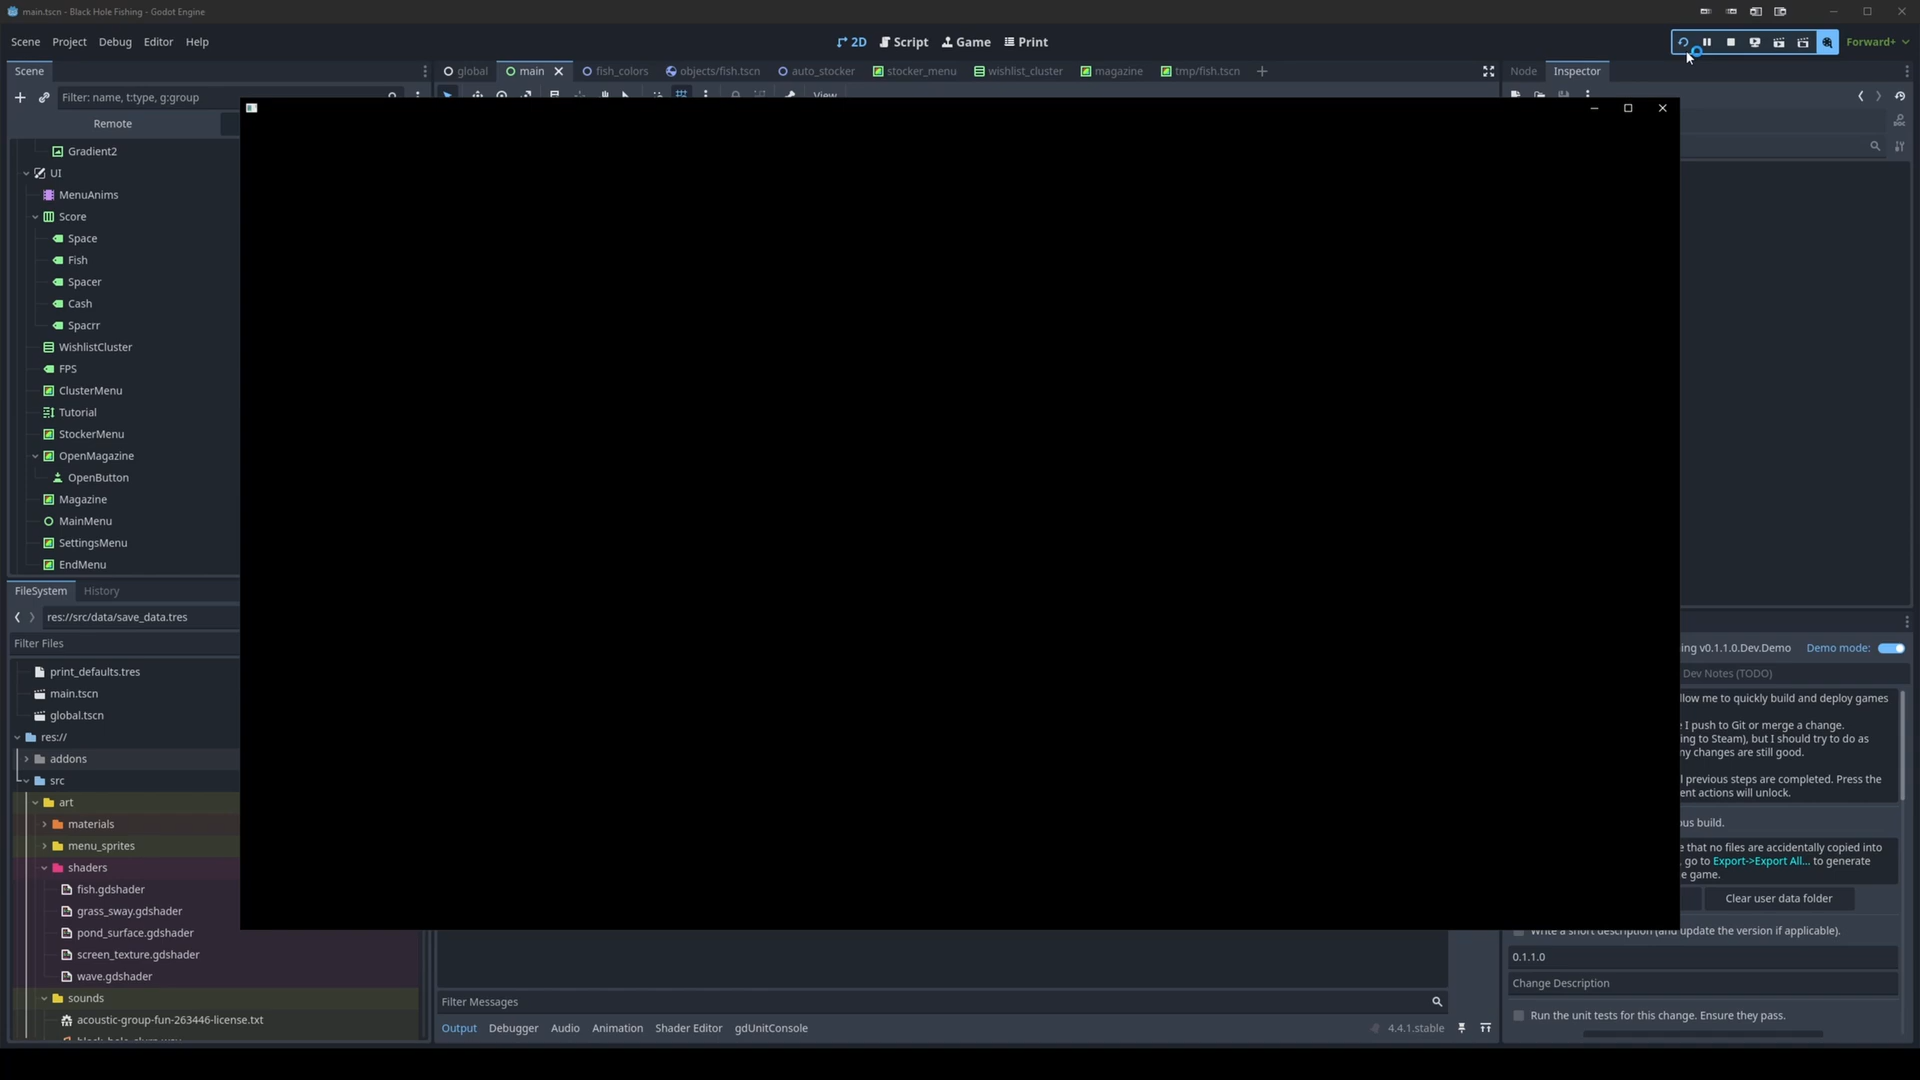 main.tscn - Black Hole Fishing - Godot Engine
Scene Project Debug Editor Help
2D Script Game Print
Forward+
Scene
global main fish_colors objects/fish.tscn auto_stocker stocker_menu wishlist_cluster magazine tmp/fish.tscn
Node Inspector
Filter: name, t:type, g:group
View
Remote
Gradient2
UI
MenuAnims
Score
Space
Fish
Spacer
Cash
Spacrr
WishlistCluster
FPS
ClusterMenu
Tutorial
StockerMenu
OpenMagazine
OpenButton
Magazine
MainMenu
SettingsMenu
EndMenu
FileSystem History
res://src/data/save_data.tres
Filter Files
print_defaults.tres
main.tscn
global.tscn
res://
addons
src
art
materials
menu_sprites
shaders
fish.gdshader
grass_sway.gdshader
pond_surface.gdshader
screen_texture.gdshader
wave.gdshader
sounds
acoustic-group-fun-263446-license.txt
Filter Messages
Output Debugger Audio Animation Shader Editor gdUnitConsole
4.4.1.stable
ing v0.1.1.0.Dev.Demo Demo mode:
Dev Notes (TODO)
llow me to quickly build and deploy games
I push to Git or merge a change.
ing to Steam), but I should try to do as
ny changes are still good.
l previous steps are completed. Press the
ent actions will unlock.
ous build.
e that no files are accidentally copied into
, go to Export->Export All... to generate
e game.
Clear user data folder
Write a short description (and update the version if applicable).
0.1.1.0
Change Description
Run the unit tests for this change. Ensure they pass.